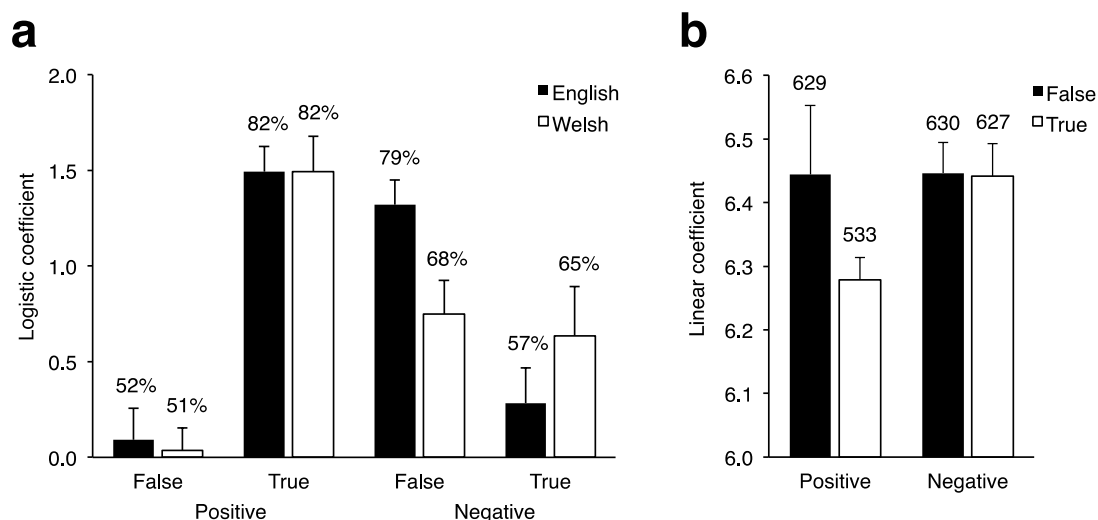 a
Logistic coefficient
2.0
1.5
1.0
0.5
0.0
English
Welsh
52%
51%
82%
82%
79%
68%
57%
65%
False
True
False
True
Positive
Negative
b
Linear coefficient
6.6
6.5
6.4
6.3
6.2
6.1
6.0
False
True
629
533
630
627
Positive
Negative